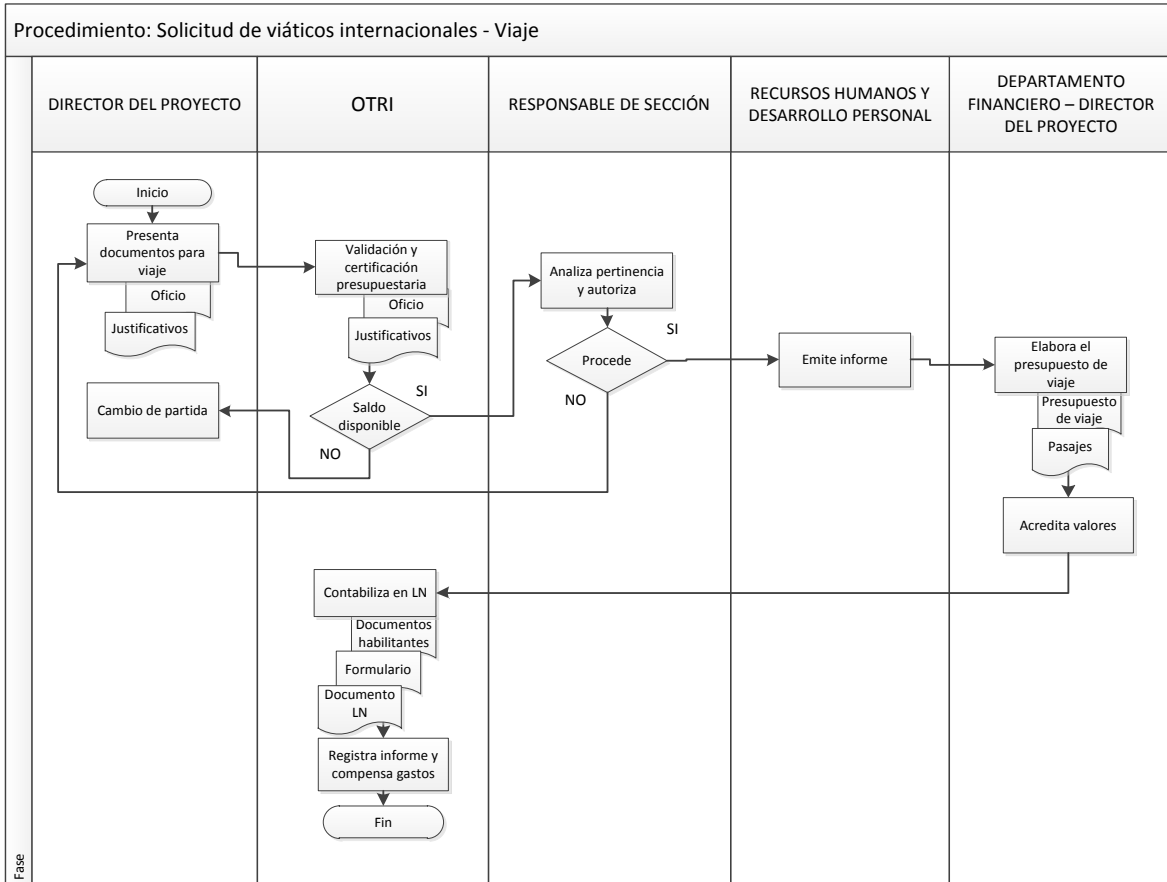 Procedimiento: Solicitud de viáticos internacionales - Viaje
Fase
DIRECTOR DEL PROYECTO
OTRI
RESPONSABLE DE SECCIÓN
RECURSOS HUMANOS Y
DESARROLLO PERSONAL
DEPARTAMENTO
FINANCIERO – DIRECTOR
DEL PROYECTO
Inicio
Presenta
documentos para
viaje
Oficio
Justificativos
Validación y
certificación
presupuestaria
Oficio
Justificativos
Saldo
disponible
SI
NO
Cambio de partida
Analiza pertinencia
y autoriza
Procede
SI
NO
Emite informe
Elabora el
presupuesto de
viaje
Presupuesto
de viaje
Pasajes
Acredita valores
Contabiliza en LN
Documentos
habilitantes
Formulario
Documento
LN
Registra informe y
compensa gastos
Fin